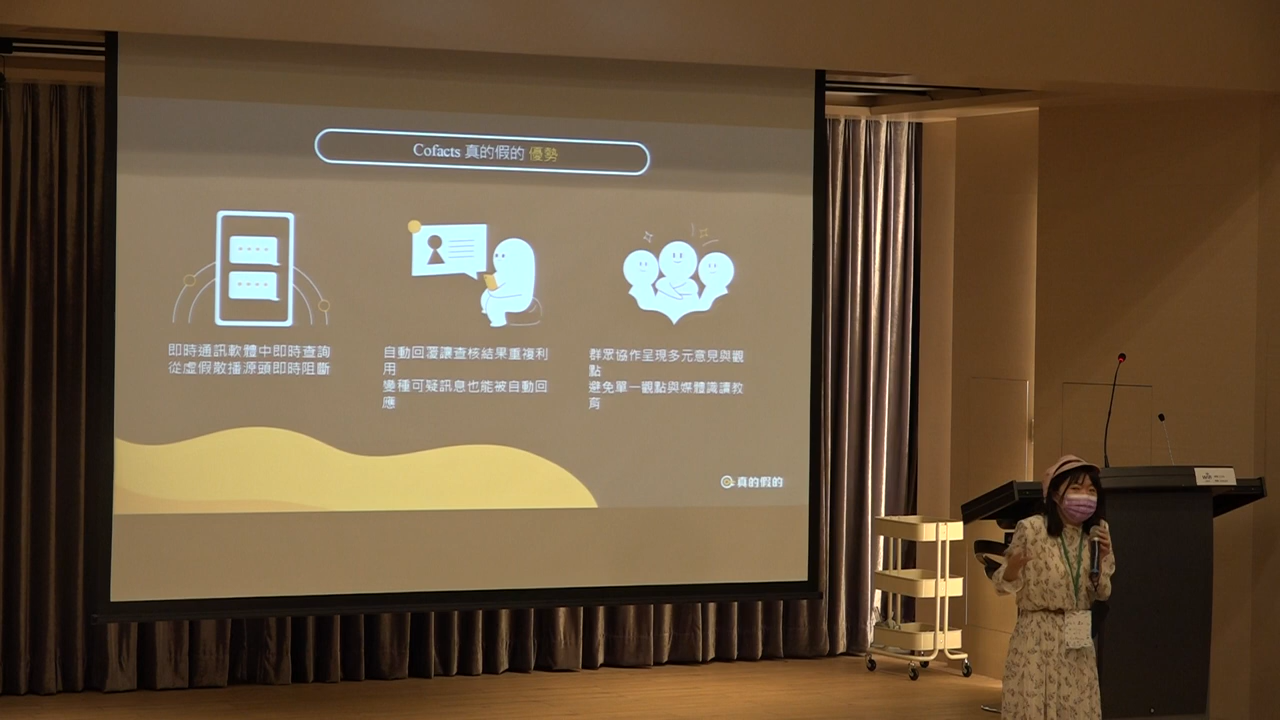 Cofacts 真的假的 優勢
即時通訊軟體中即時查詢
從虛假散播源頭即時阻斷
自動回覆讓查核結果重複利
用
變種可疑訊息也能被自動回
應
群眾協作呈現多元意見與觀
點
避免單一觀點與媒體識讀教
育
真的假的